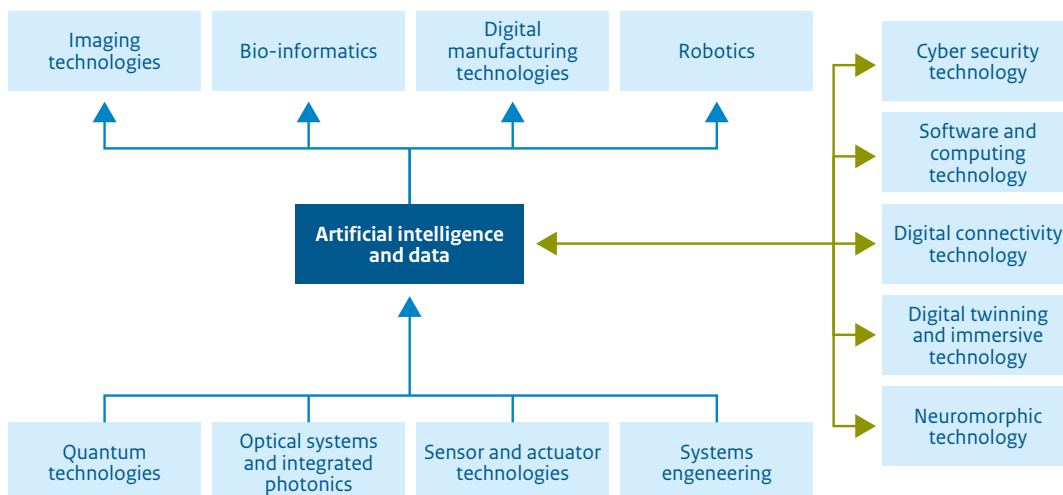 Imaging
technologies
Bio-informatics
Digital
manufacturing
technologies
Robotics
Cyber security
technology
Software and
computing
technology
Artificial intelligence
and data
Digital connectivity
technology
Digital twinning
and immersive
technology
Neuromorphic
technology
Quantum
technologies
Optical systems
and integrated
photonics
Sensor and actuator
technologies
Systems
engeneering